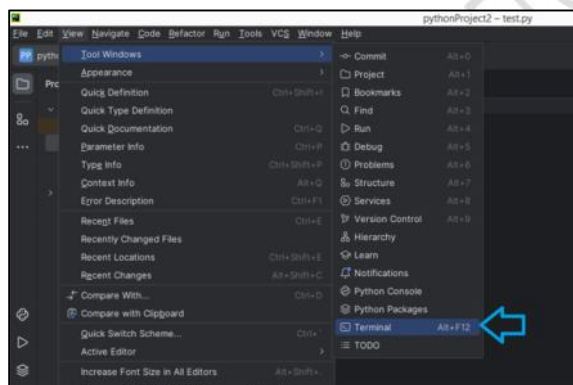 pythonProject2 – test.py
File Edit View Navigate Code Refactor Run Tools VCS Window Help
PP pytho
Tool Windows
Appearance
Quick Definition Ctrl+Shift+I
Quick Type Definition
Quick Documentation Ctrl+Q
Parameter Info Ctrl+P
Type Info Ctrl+Shift+P
Context Info Alt+Q
Error Description Ctrl+F1
Recent Files Ctrl+E
Recently Changed Files
Recent Locations Ctrl+Shift+E
Recent Changes Alt+Shift+C
Compare With... Ctrl+D
Compare with Clipboard
Quick Switch Scheme... Ctrl+`
Active Editor
Increase Font Size in All Editors Alt+Shift+.
Commit Alt+0
Project Alt+1
Bookmarks Alt+2
Find Alt+3
Run Alt+4
Debug Alt+5
Problems Alt+6
Structure Alt+7
Services Alt+8
Version Control Alt+9
Hierarchy
Learn
Notifications
Python Console
Python Packages
Terminal Alt+F12
TODO
Prc